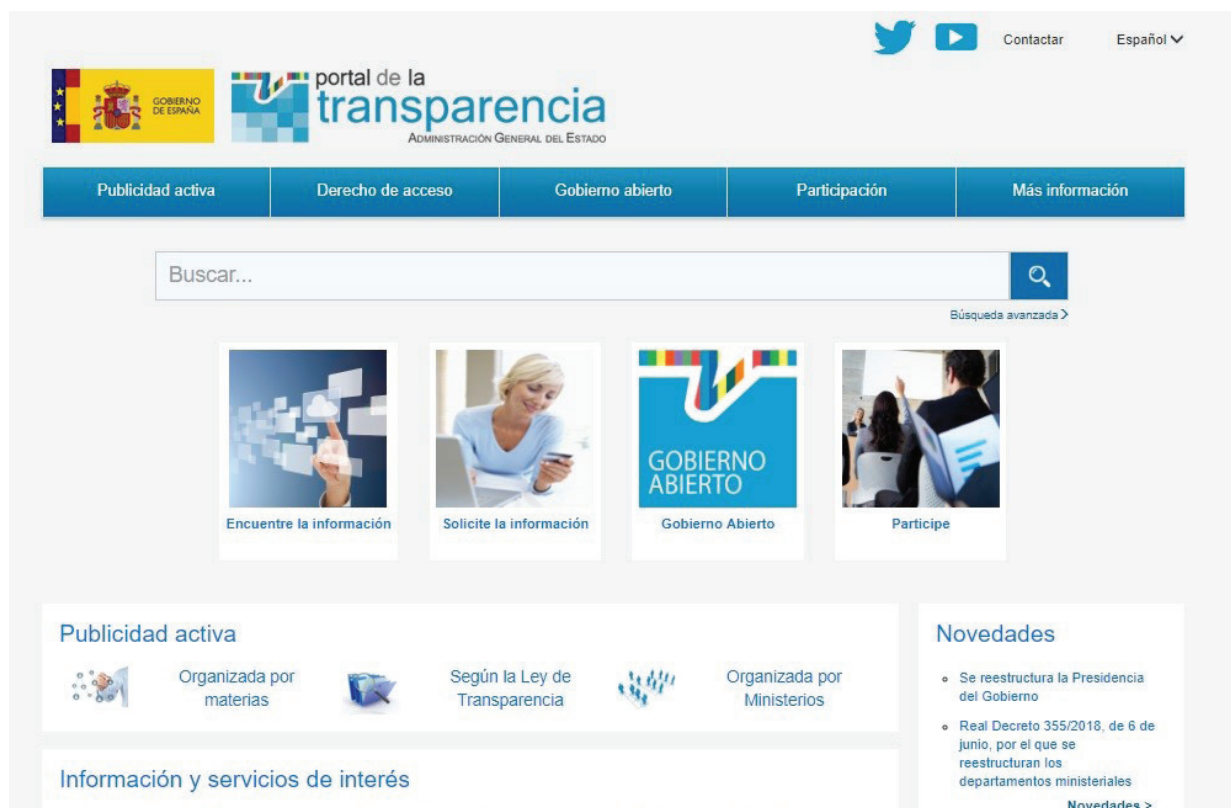 Contactar
Español
GOBIERNO
DE ESPAÑA
portal de la
transparencia
ADMINISTRACIÓN GENERAL DEL ESTADO
Publicidad activa
Derecho de acceso
Gobierno abierto
Participación
Más información
Buscar...
Búsqueda avanzada >
GOBIERNO
ABIERTO
Encuentre la información
Solicite la información
Gobierno Abierto
Participe
Publicidad activa
Organizada por
materias
Según la Ley de
Transparencia
Organizada por
Ministerios
Novedades
Se reestructura la Presidencia
del Gobierno
Real Decreto 355/2018, de 6 de
junio, por el que se
reestructuran los
departamentos ministeriales
Novedades >
Información y servicios de interés